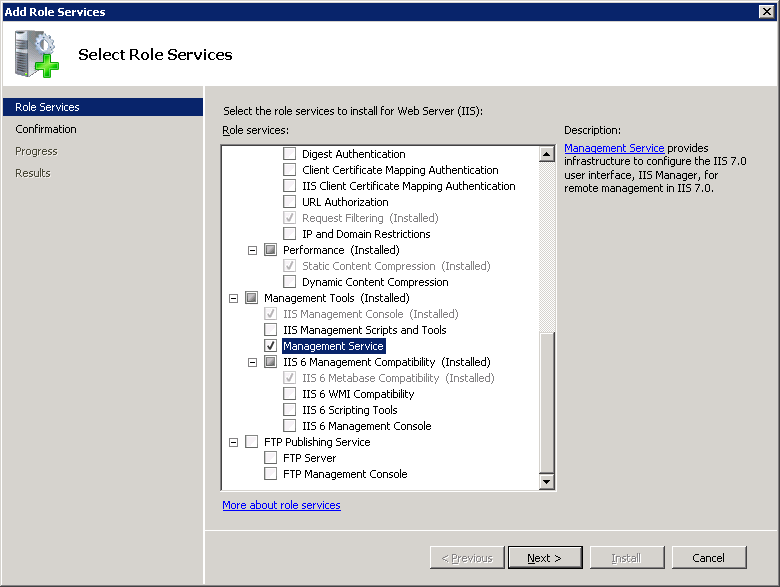 Add Role Services
Select Role Services
Role Services
Confirmation
Progress
Results
Select the role services to install for Web Server (IIS):
Role services:
Digest Authentication
Client Certificate Mapping Authentication
IIS Client Certificate Mapping Authentication
URL Authorization
Request Filtering (Installed)
IP and Domain Restrictions
Performance (Installed)
Static Content Compression (Installed)
Dynamic Content Compression
Management Tools (Installed)
IIS Management Console (Installed)
IIS Management Scripts and Tools
Management Service
IIS 6 Management Compatibility (Installed)
IIS 6 Metabase Compatibility (Installed)
IIS 6 WMI Compatibility
IIS 6 Scripting Tools
IIS 6 Management Console
FTP Publishing Service
FTP Server
FTP Management Console
More about role services
Description:
Management Service provides
infrastructure to configure the IIS 7.0
user interface, IIS Manager, for
remote management in IIS 7.0.
< Previous
Next >
Install
Cancel